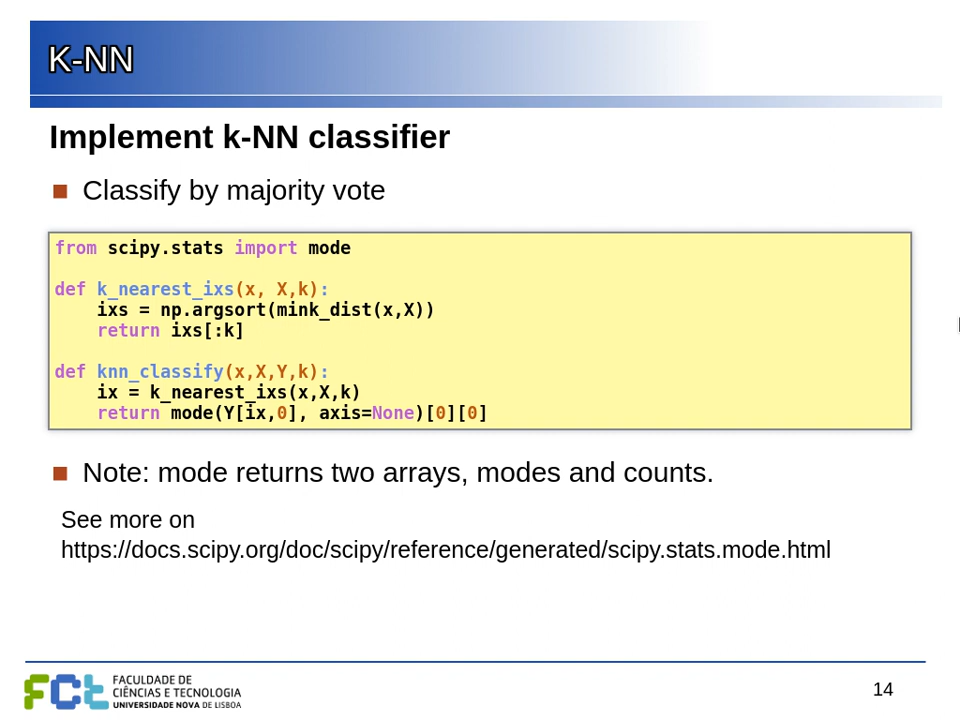 K-NN
Implement k-NN classifier
Classify by majority vote
from scipy.stats import mode
def k_nearest_ixs(x, X,k):
    ixs = np.argsort(mink_dist(x,X))
    return ixs[:k]
def knn_classify(x,X,Y,k):
    ix = k_nearest_ixs(x,X,k)
    return mode(Y[ix,0], axis=None)[0][0]
Note: mode returns two arrays, modes and counts.
See more on
https://docs.scipy.org/doc/scipy/reference/generated/scipy.stats.mode.html
FCt
FACULDADE DE
CIÊNCIAS E TECNOLOGIA
UNIVERSIDADE NOVA DE LISBOA
14